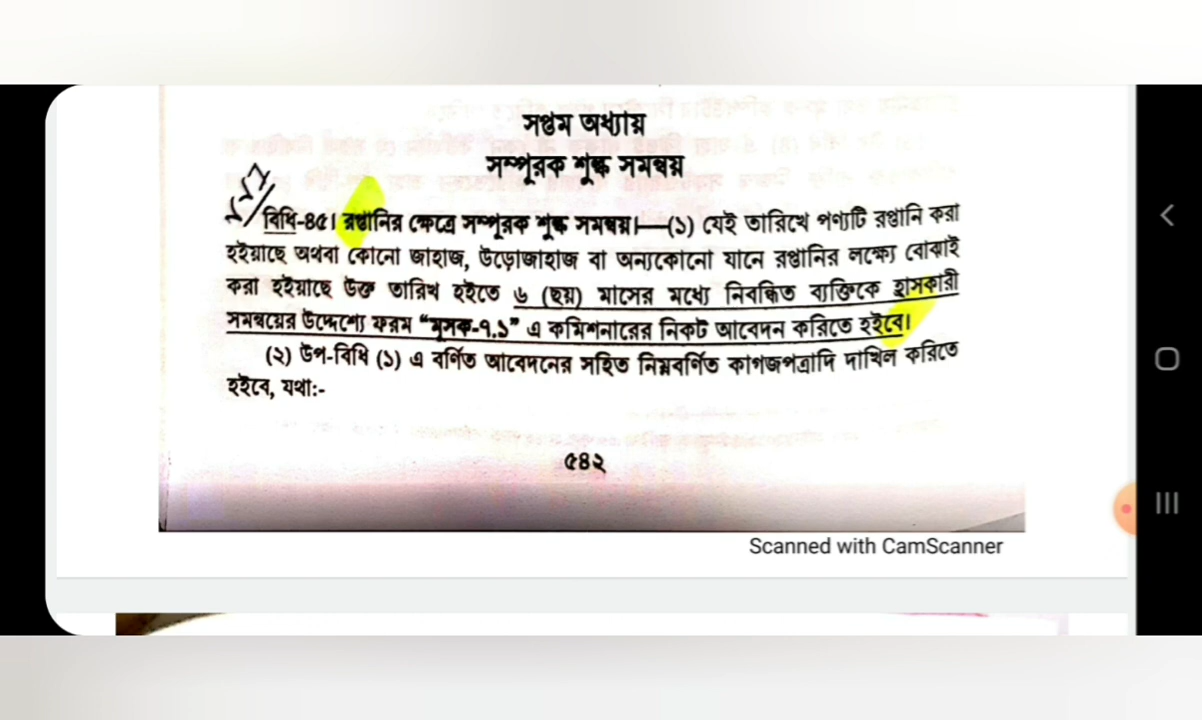 সপ্তম অধ্যায়
সম্পূরক শুল্ক সমন্বয়
বিধি-৪৫। রপ্তানির ক্ষেত্রে সম্পূরক শুল্ক সমন্বয়।—(১) যেই তারিখে পণ্যটি রপ্তানি করা
হইয়াছে অথবা কোনো জাহাজ, উড়োজাহাজ বা অন্যকোনো যানে রপ্তানির লক্ষ্যে বোঝাই
করা হইয়াছে উক্ত তারিখ হইতে ৬ (ছয়) মাসের মধ্যে নিবন্ধিত ব্যক্তিকে হ্রাসকারী
সমন্বয়ের উদ্দেশ্যে ফরম “মূসক-৭.১” এ কমিশনারের নিকট আবেদন করিতে হইবে।
(২) উপ-বিধি (১) এ বর্ণিত আবেদনের সহিত নিম্নবর্ণিত কাগজপত্রাদি দাখিল করিতে
হইবে, যথা:-
৫৪২
Scanned with CamScanner